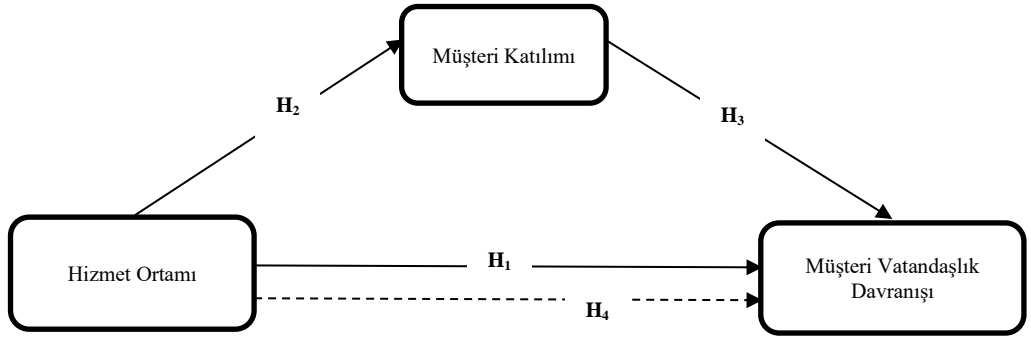 Müşteri Katılımı
H₂
H₃
Hizmet Ortamı
H₁
H₄
Müşteri Vatandaşlık
Davranışı